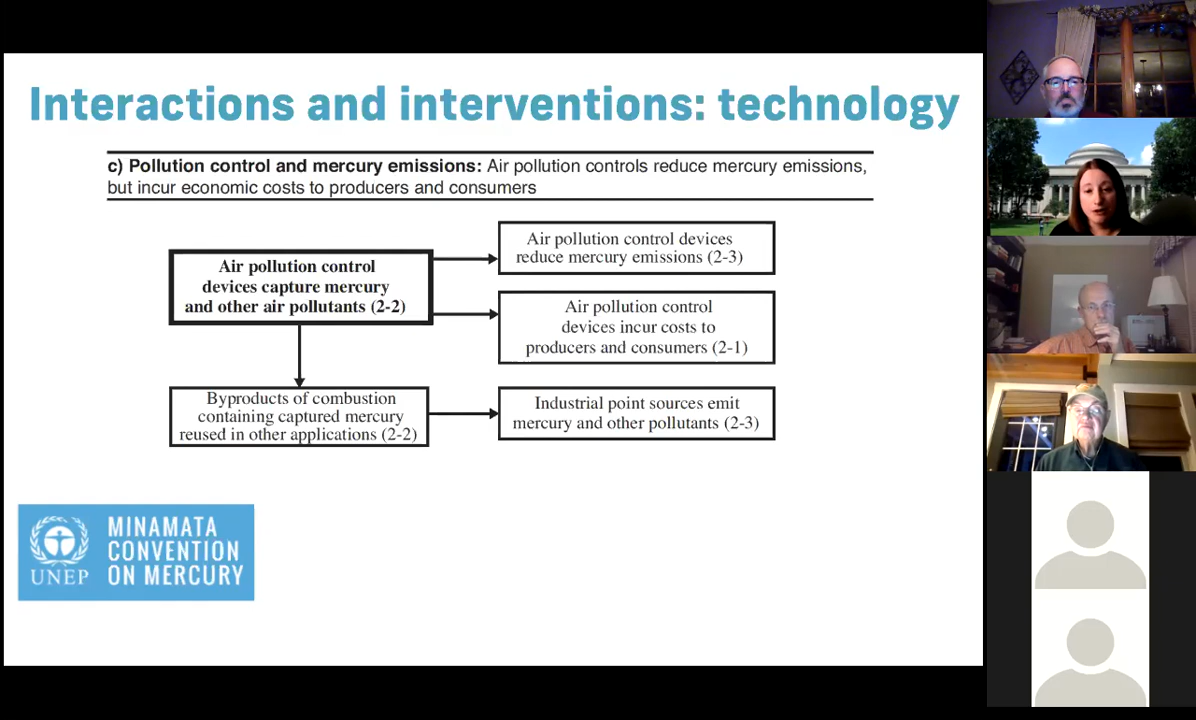 Interactions and interventions: technology
c) Pollution control and mercury emissions: Air pollution controls reduce mercury emissions,
but incur economic costs to producers and consumers
Air pollution control
devices capture mercury
and other air pollutants (2-2)
Air pollution control devices
reduce mercury emissions (2-3)
Air pollution control
devices incur costs to
producers and consumers (2-1)
Byproducts of combustion
containing captured mercury
reused in other applications (2-2)
Industrial point sources emit
mercury and other pollutants (2-3)
UNEP
MINAMATA
CONVENTION
ON MERCURY